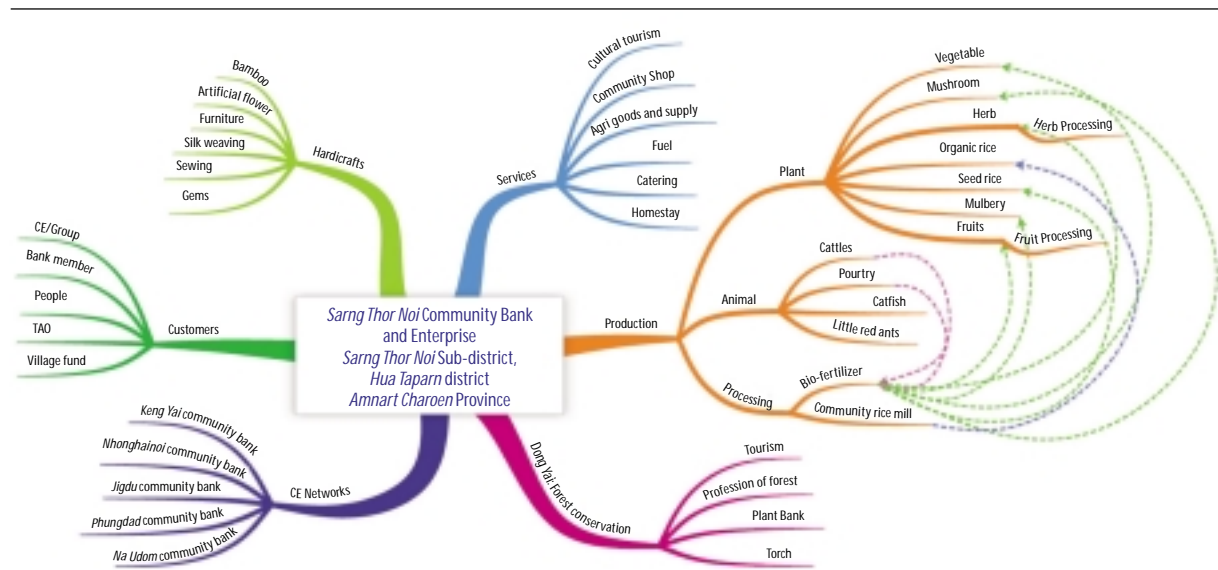 Bamboo
Artificial flower
Furniture
Silk weaving
Sewing
Gems
Hardicrafts
Cultural tourism
Community Shop
Agri goods and supply
Fuel
Catering
Homestay
Services
Vegetable
Mushroom
Herb
Herb Processing
Organic rice
Seed rice
Mulbery
Fruits
Fruit Processing
Plant
Cattles
Pourtry
Catfish
Little red ants
Animal
Production
Processing
Bio-fertilizer
Community rice mill
CE/Group
Bank member
People
TAO
Village fund
Customers
Sarng Thor Noi Community Bank
and Enterprise
Sarng Thor Noi Sub-district,
Hua Taparn district
Amnart Charoen Province
Keng Yai community bank
Nhonghainoi community bank
Jigdu community bank
Phungdad community bank
Na Udom community bank
CE Networks
Dong Yai: Forest conservation
Tourism
Profession of forest
Plant Bank
Torch